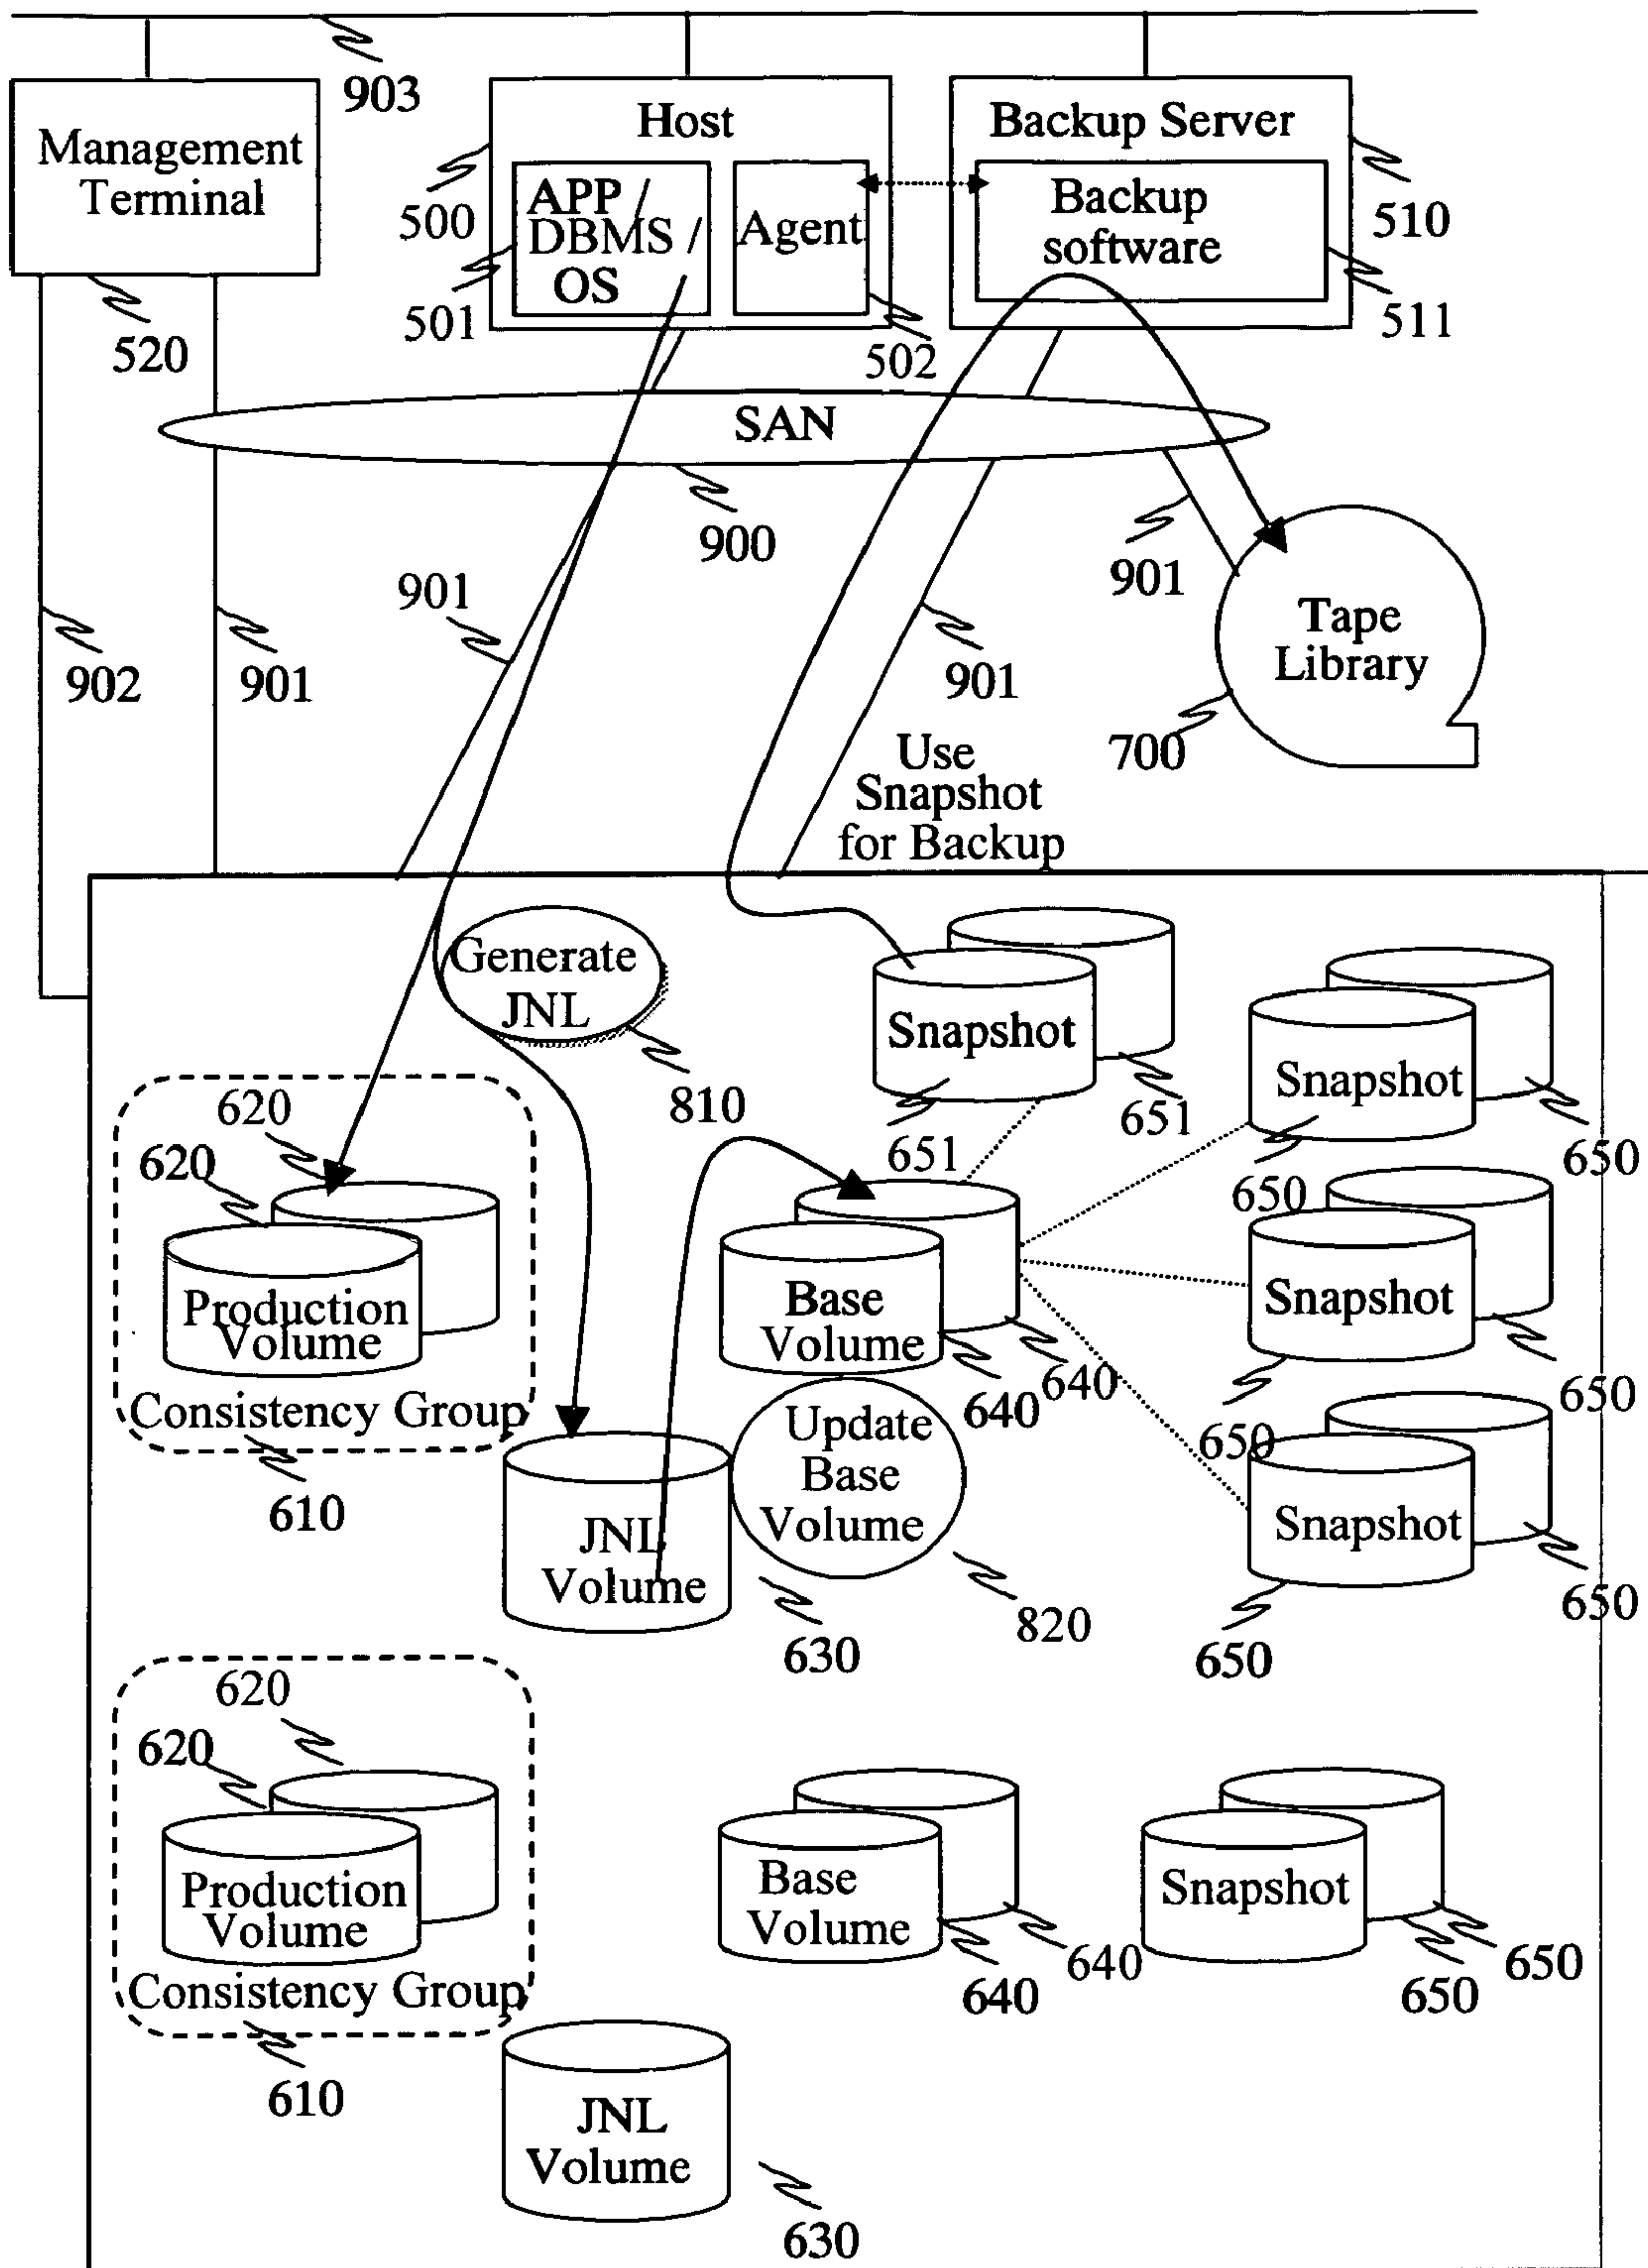 903
Management
Terminal
520
Host
500
APP /
DBMS /
OS
501
Agent
502
Backup Server
510
Backup
software
511
SAN
900
901
901
902
901
901
Tape
Library
700
Use
Snapshot
for Backup
Generate
JNL
810
Snapshot
651
651
Snapshot
650
650
620
620
Production
Volume
Consistency Group
610
Base
Volume
640
640
Snapshot
650
650
Update
Base
Volume
820
JNL
Volume
630
Snapshot
650
650
620
620
Production
Volume
Consistency Group
610
Base
Volume
640
640
Snapshot
650
650
JNL
Volume
630